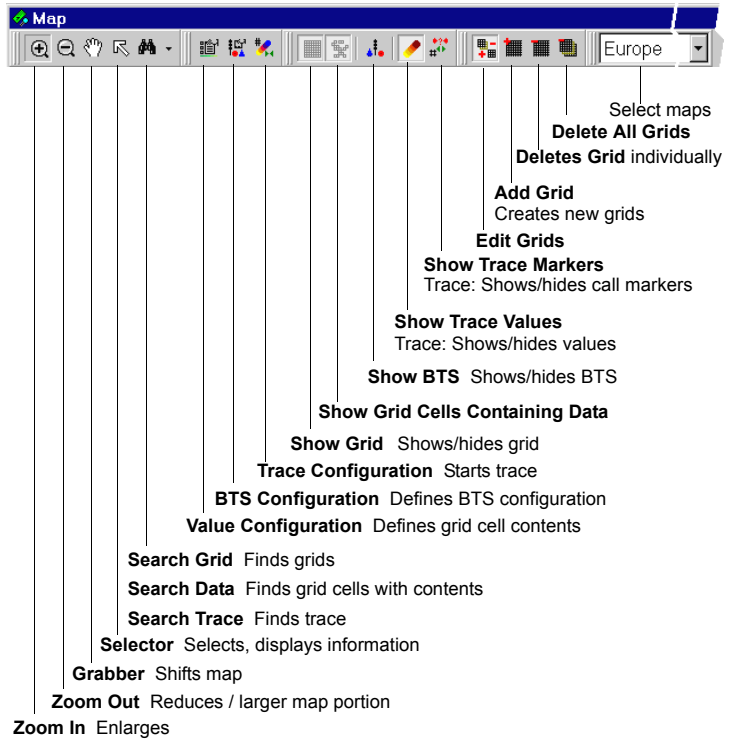 Map
Europe
Select maps
Delete All Grids
Deletes Grid individually
Add Grid
Creates new grids
Edit Grids
Show Trace Markers
Trace: Shows/hides call markers
Show Trace Values
Trace: Shows/hides values
Show BTS Shows/hides BTS
Show Grid Cells Containing Data
Show Grid Shows/hides grid
Trace Configuration Starts trace
BTS Configuration Defines BTS configuration
Value Configuration Defines grid cell contents
Search Grid Finds grids
Search Data Finds grid cells with contents
Search Trace Finds trace
Selector Selects, displays information
Grabber Shifts map
Zoom Out Reduces / larger map portion
Zoom In Enlarges